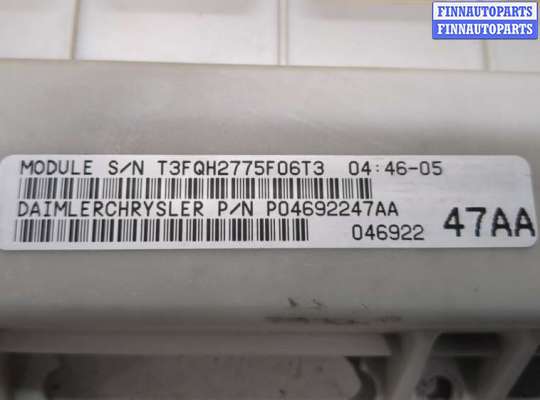 FINNAUTOPARTS
FINNAUTOPARTS
MODULE S/N T3FQH2775F06T3 04:46-05
DAIMLERCHRYSLER P/N P04692247AA
046922 47AA